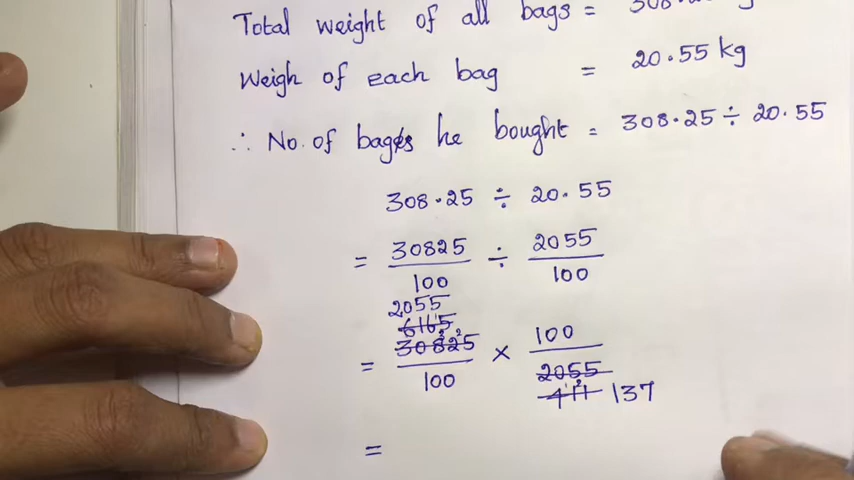 Total weight of all bags =
Weigh of each bag = 20.55 kg
∴ No. of bags he bought = 308.25 ÷ 20.55
308.25 ÷ 20.55
= 30825/100 ÷ 2055/100
2055
6165
= 30825/100 × 100/2055
411 137
=